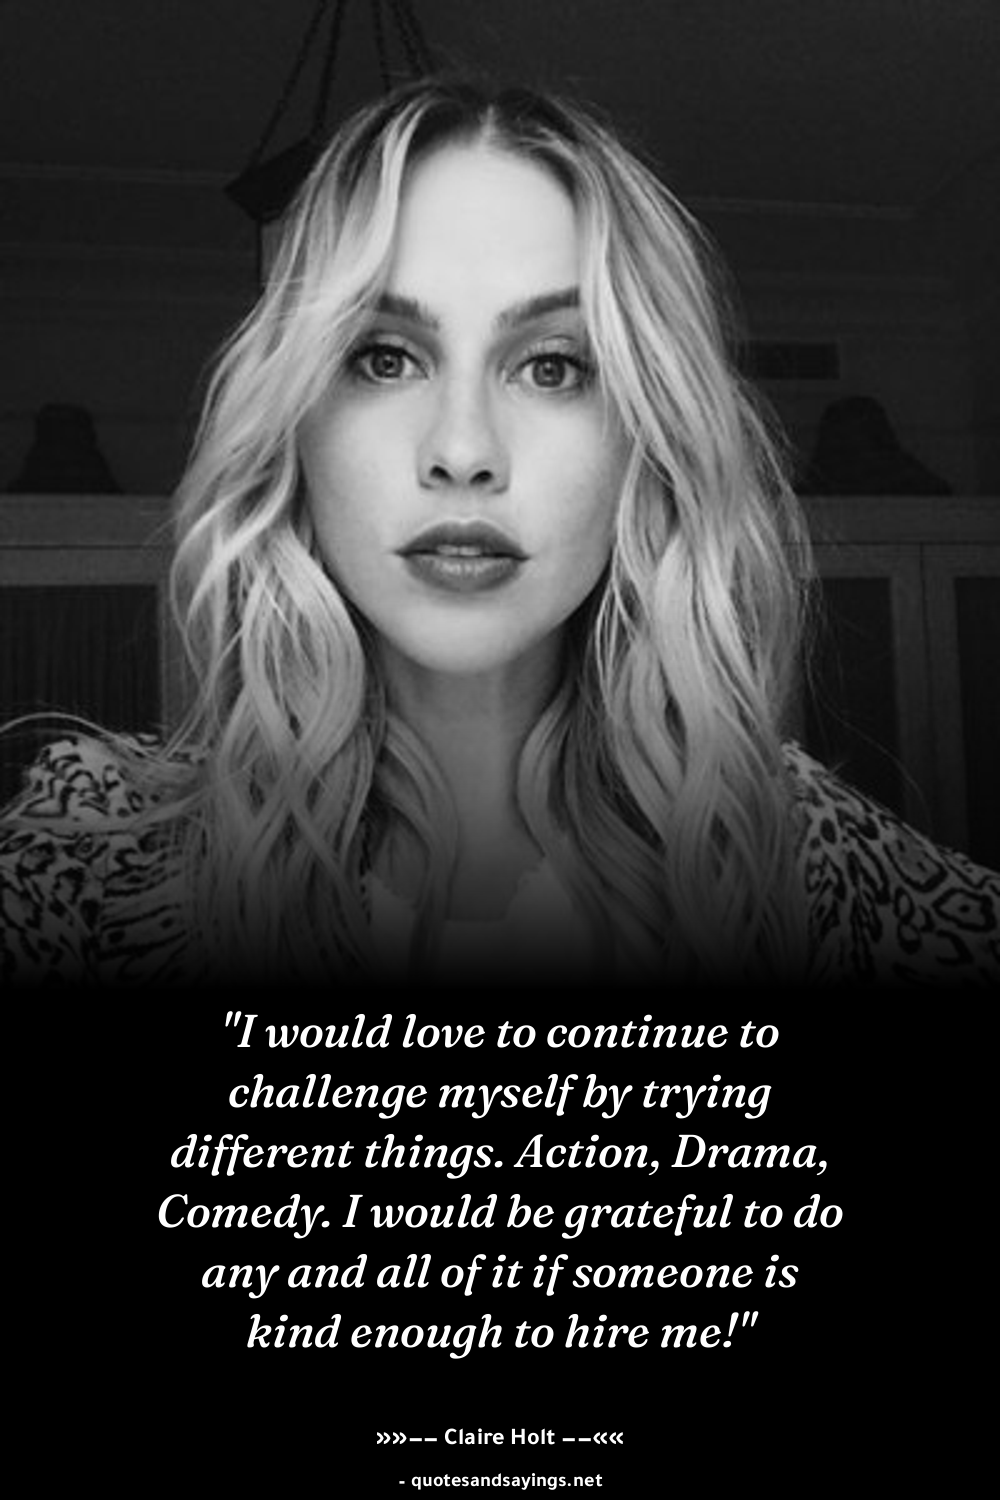 "I would love to continue to
challenge myself by trying
different things. Action, Drama,
Comedy. I would be grateful to do
any and all of it if someone is
kind enough to hire me!"
»»−− Claire Holt −−««
- quotesandsayings.net